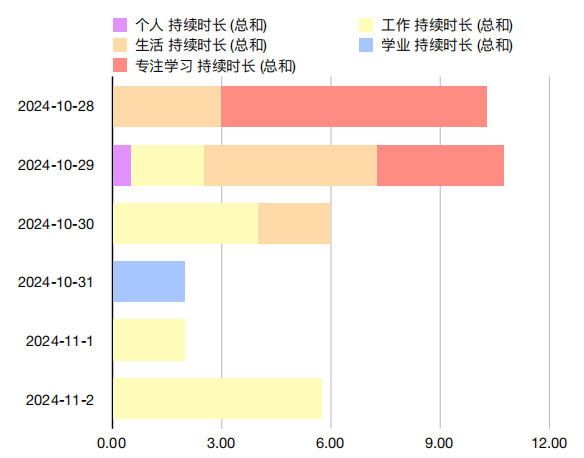 个人 持续时长 (总和)
工作 持续时长 (总和)
生活 持续时长 (总和)
学业 持续时长 (总和)
专注学习 持续时长 (总和)
2024-10-28
2024-10-29
2024-10-30
2024-10-31
2024-11-1
2024-11-2
0.00 3.00 6.00 9.00 12.00